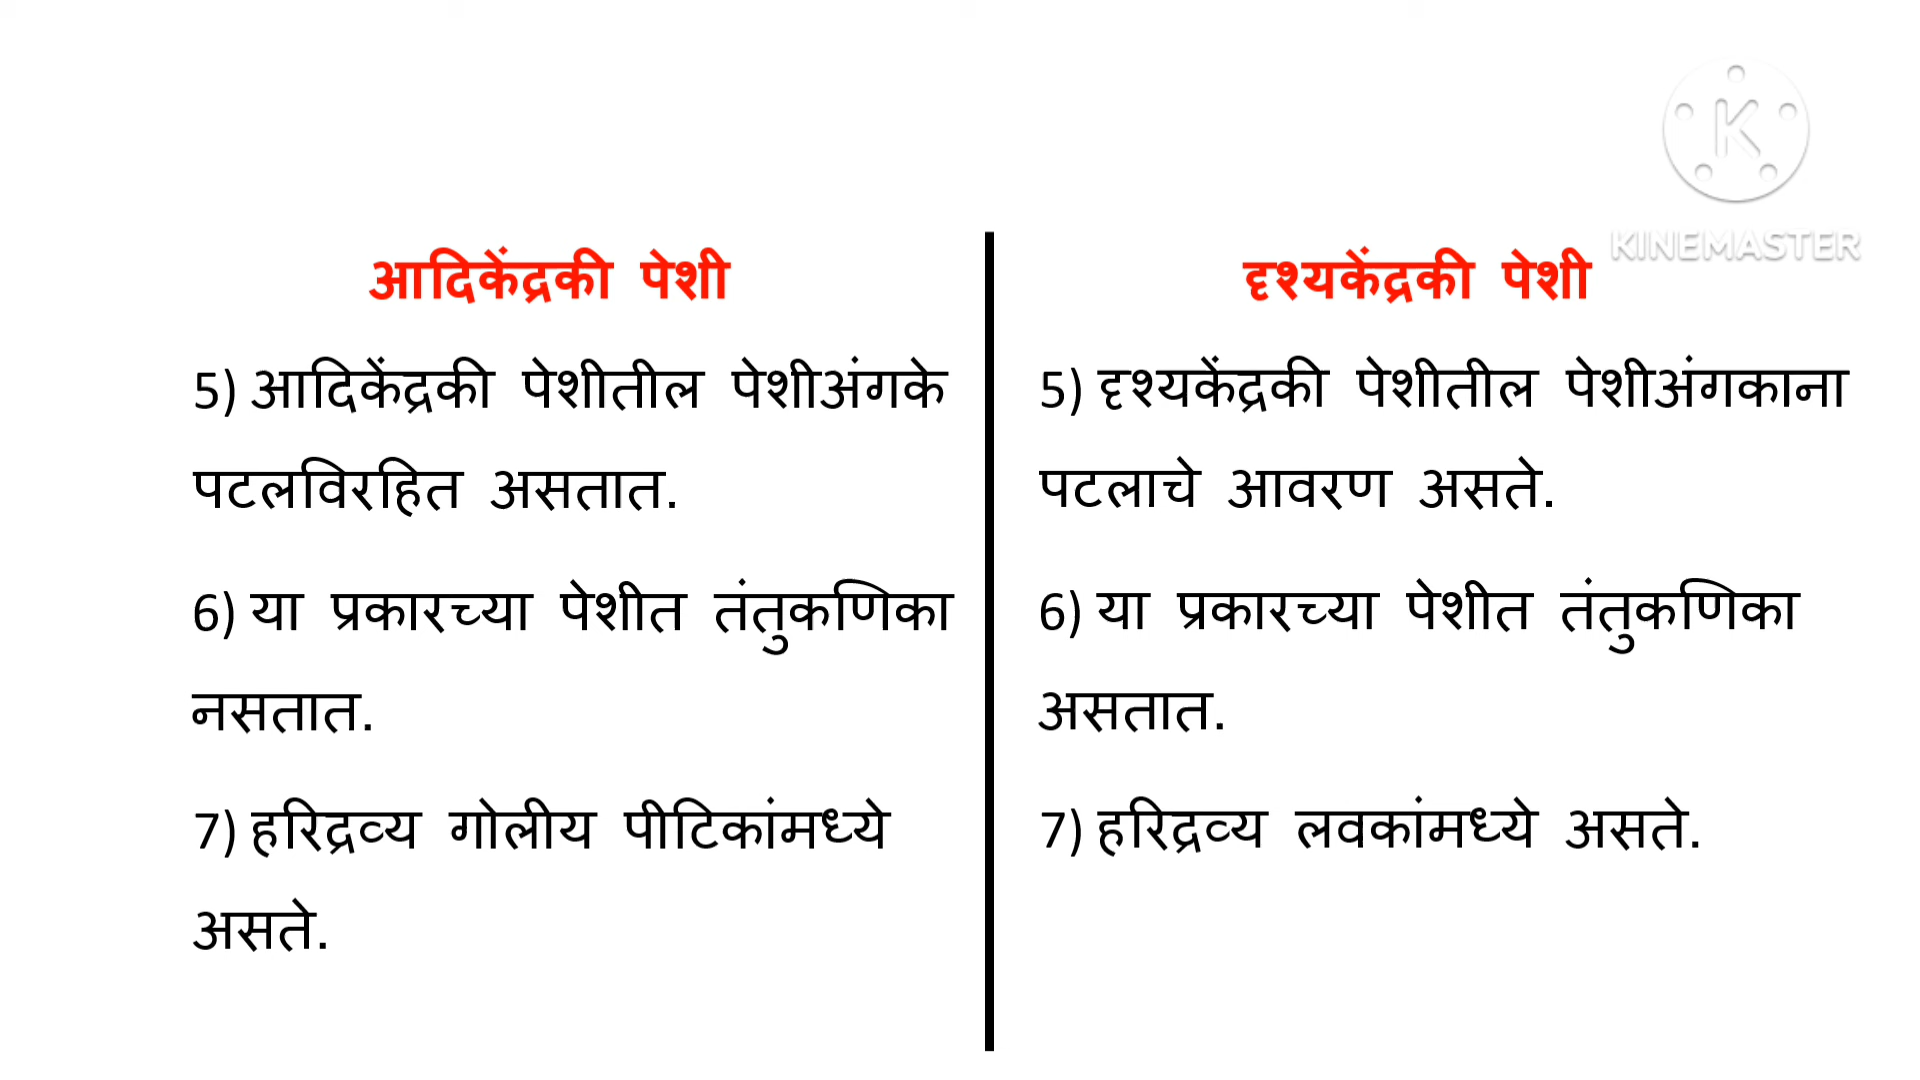 K
KINEMASTER
आदिकेंद्रकी पेशी
5) आदिकेंद्रकी पेशीतील पेशीअंगके
पटलविरहित असतात.
6) या प्रकारच्या पेशीत तंतुकणिका
नसतात.
7) हरिद्रव्य गोलीय पीटिकांमध्ये
असते.
दृश्यकेंद्रकी पेशी
5) दृश्यकेंद्रकी पेशीतील पेशीअंगकाना
पटलाचे आवरण असते.
6) या प्रकारच्या पेशीत तंतुकणिका
असतात.
7) हरिद्रव्य लवकांमध्ये असते.